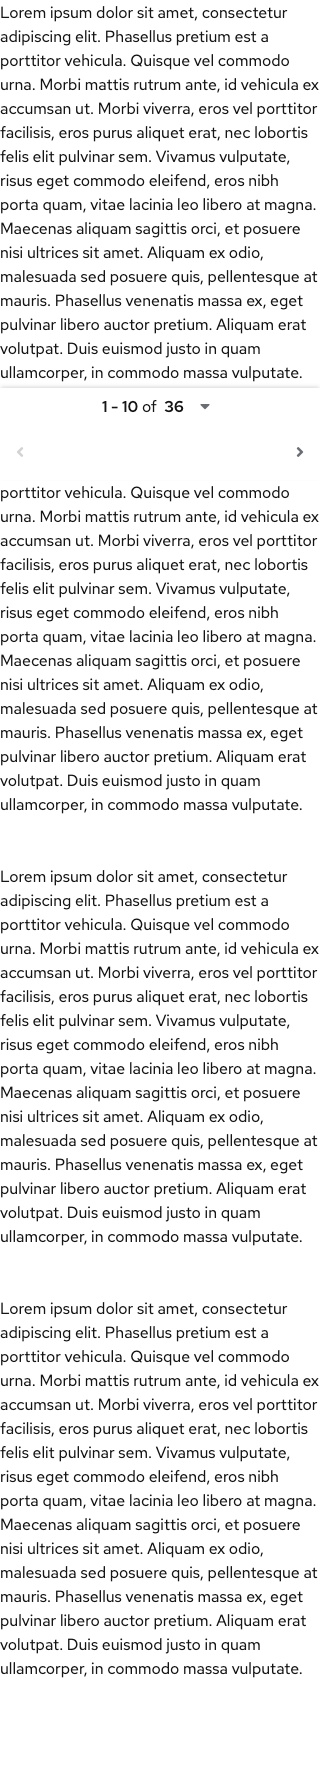 Lorem ipsum dolor sit amet, consectetur
adipiscing elit. Phasellus pretium est a
porttitor vehicula. Quisque vel commodo
urna. Morbi mattis rutrum ante, id vehicula ex
accumsan ut. Morbi viverra, eros vel porttitor
facilisis, eros purus aliquet erat, nec lobortis
felis elit pulvinar sem. Vivamus vulputate,
risus eget commodo eleifend, eros nibh
porta quam, vitae lacinia leo libero at magna.
Maecenas aliquam sagittis orci, et posuere
nisi ultrices sit amet. Aliquam ex odio,
malesuada sed posuere quis, pellentesque at
mauris. Phasellus venenatis massa ex, eget
pulvinar libero auctor pretium. Aliquam erat
volutpat. Duis euismod justo in quam
ullamcorper, in commodo massa vulputate.
1 - 10 of 36
porttitor vehicula. Quisque vel commodo
urna. Morbi mattis rutrum ante, id vehicula ex
accumsan ut. Morbi viverra, eros vel porttitor
facilisis, eros purus aliquet erat, nec lobortis
felis elit pulvinar sem. Vivamus vulputate,
risus eget commodo eleifend, eros nibh
porta quam, vitae lacinia leo libero at magna.
Maecenas aliquam sagittis orci, et posuere
nisi ultrices sit amet. Aliquam ex odio,
malesuada sed posuere quis, pellentesque at
mauris. Phasellus venenatis massa ex, eget
pulvinar libero auctor pretium. Aliquam erat
volutpat. Duis euismod justo in quam
ullamcorper, in commodo massa vulputate.
Lorem ipsum dolor sit amet, consectetur
adipiscing elit. Phasellus pretium est a
porttitor vehicula. Quisque vel commodo
urna. Morbi mattis rutrum ante, id vehicula ex
accumsan ut. Morbi viverra, eros vel porttitor
facilisis, eros purus aliquet erat, nec lobortis
felis elit pulvinar sem. Vivamus vulputate,
risus eget commodo eleifend, eros nibh
porta quam, vitae lacinia leo libero at magna.
Maecenas aliquam sagittis orci, et posuere
nisi ultrices sit amet. Aliquam ex odio,
malesuada sed posuere quis, pellentesque at
mauris. Phasellus venenatis massa ex, eget
pulvinar libero auctor pretium. Aliquam erat
volutpat. Duis euismod justo in quam
ullamcorper, in commodo massa vulputate.
Lorem ipsum dolor sit amet, consectetur
adipiscing elit. Phasellus pretium est a
porttitor vehicula. Quisque vel commodo
urna. Morbi mattis rutrum ante, id vehicula ex
accumsan ut. Morbi viverra, eros vel porttitor
facilisis, eros purus aliquet erat, nec lobortis
felis elit pulvinar sem. Vivamus vulputate,
risus eget commodo eleifend, eros nibh
porta quam, vitae lacinia leo libero at magna.
Maecenas aliquam sagittis orci, et posuere
nisi ultrices sit amet. Aliquam ex odio,
malesuada sed posuere quis, pellentesque at
mauris. Phasellus venenatis massa ex, eget
pulvinar libero auctor pretium. Aliquam erat
volutpat. Duis euismod justo in quam
ullamcorper, in commodo massa vulputate.